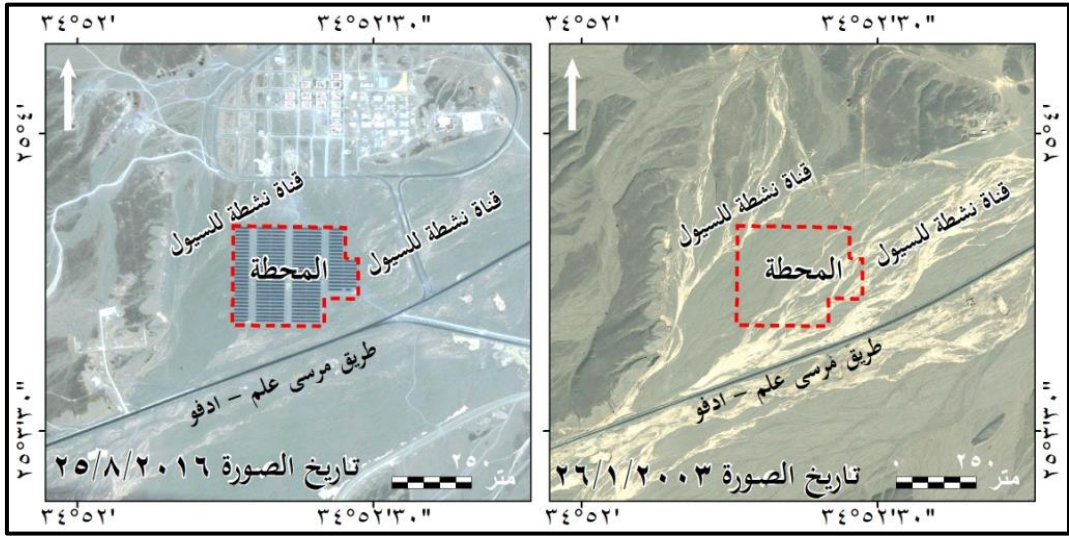 ٣٤°٥٢'
٣٤°٥٢'٣٠"
٢٥°٤'
قناة نشطة للسيول
قناة نشطة للسيول
المحطة
طريق مرسى علم - ادفو
٢٥°٣'٣٠"
تاريخ الصورة ٢٦/١/٢٠٠٣
٠
٢٥٠
متر
٣٤°٥٢'
٣٤°٥٢'٣٠"
٣٤°٥٢'
٣٤°٥٢'٣٠"
٢٥°٤'
قناة نشطة للسيول
قناة نشطة للسيول
المحطة
طريق مرسى علم - ادفو
٢٥°٣'٣٠"
تاريخ الصورة ٢٥/٨/٢٠١٦
٢٥٠
متر
٣٤°٥٢'
٣٤°٥٢'٣٠"